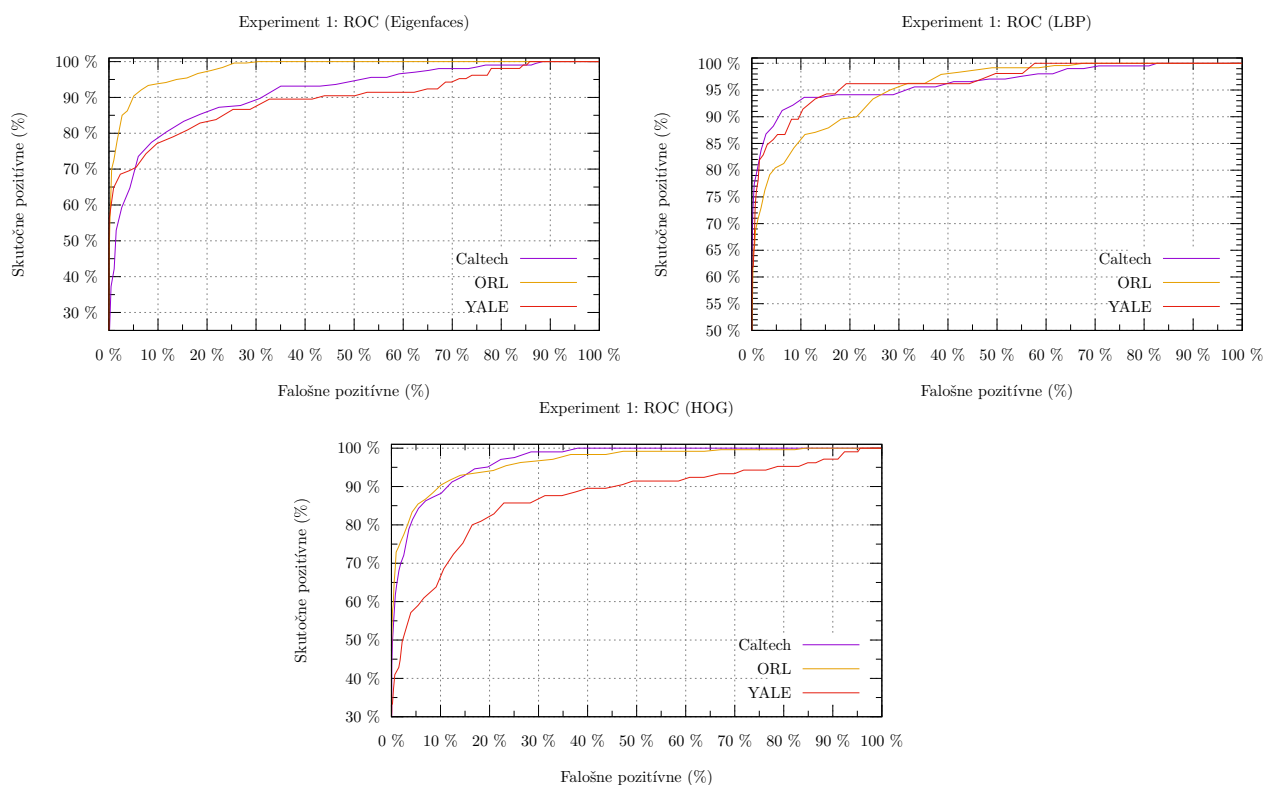 Experiment 1: ROC (Eigenfaces)
100 %
90 %
80 %
70 %
60 %
50 %
40 %
30 %
Skutočne pozitívne (%)
Caltech
ORL
YALE
0 % 10 % 20 % 30 % 40 % 50 % 60 % 70 % 80 % 90 % 100 %
Falošne pozitívne (%)
Experiment 1: ROC (LBP)
100 %
95 %
90 %
85 %
80 %
75 %
70 %
65 %
60 %
55 %
50 %
Skutočne pozitívne (%)
Caltech
ORL
YALE
0 % 10 % 20 % 30 % 40 % 50 % 60 % 70 % 80 % 90 % 100 %
Falošne pozitívne (%)
Experiment 1: ROC (HOG)
100 %
90 %
80 %
70 %
60 %
50 %
40 %
30 %
Skutočne pozitívne (%)
Caltech
ORL
YALE
0 % 10 % 20 % 30 % 40 % 50 % 60 % 70 % 80 % 90 % 100 %
Falošne pozitívne (%)